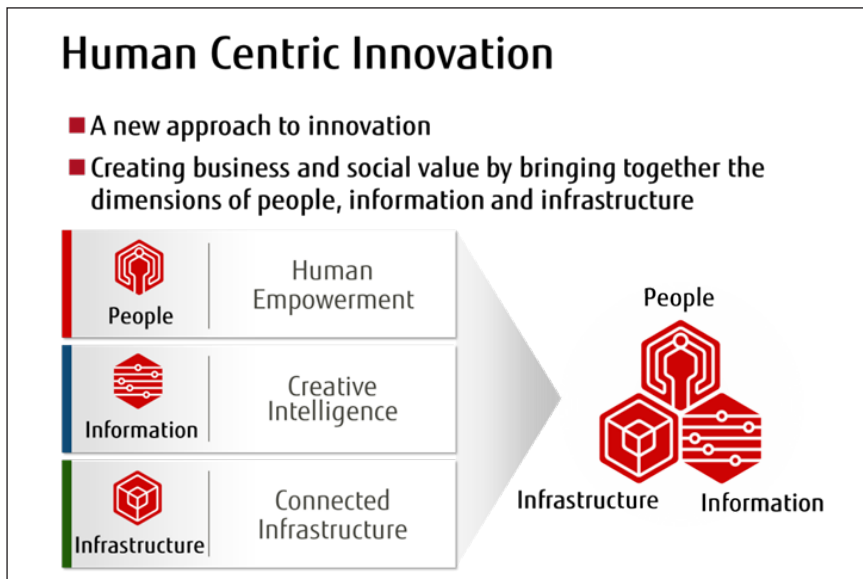 Human Centric Innovation
A new approach to innovation
Creating business and social value by bringing together the
dimensions of people, information and infrastructure
People
Human
Empowerment
Information
Creative
Intelligence
Infrastructure
Connected
Infrastructure
People
Infrastructure
Information